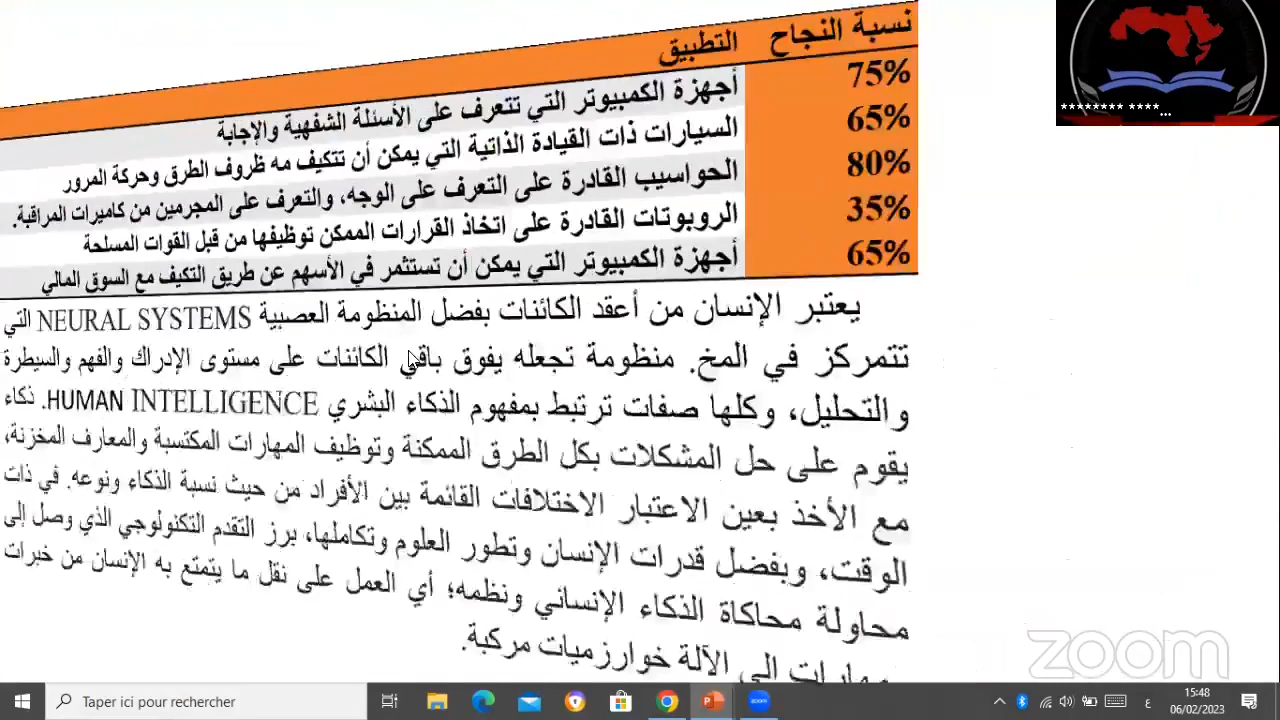 نسبة النجاح التطبيق
75% أجهزة الكمبيوتر التي تتعرف على الأسئلة الشفهية والإجابة
65% السيارات ذات القيادة الذاتية التي يمكن أن تتكيف مه ظروف الطرق وحركة المرور
80% الحواسيب القادرة على التعرف على الوجه، والتعرف على المجرمين من كاميرات المراقبة.
35% الروبوتات القادرة على اتخاذ القرارات الممكن توظيفها من قبل القوات المسلحة
65% أجهزة الكمبيوتر التي يمكن أن تستثمر في الأسهم عن طريق التكيف مع السوق المالي
يعتبر الإنسان من أعقد الكائنات بفضل المنظومة العصبية NEURAL SYSTEMS التي
تتمركز في المخ. منظومة تجعله يفوق باقي الكائنات على مستوى الإدراك والفهم والسيطرة
والتحليل، وكلها صفات ترتبط بمفهوم الذكاء البشري HUMAN INTELLIGENCE. ذكاء
يقوم على حل المشكلات بكل الطرق الممكنة وتوظيف المهارات المكتسبة والمعارف المخزنة،
مع الأخذ بعين الاعتبار الاختلافات القائمة بين الأفراد من حيث نسبة الذكاء ونوعه. في ذات
الوقت، وبفضل قدرات الإنسان وتطور العلوم وتكاملها، برز التقدم التكنولوجي الذي وصل إلى
محاولة محاكاة الذكاء الإنساني ونظمه؛ أي العمل على نقل ما يتمتع به الإنسان من خبرات
ومهارات إلى الآلة خوارزميات مركبة.
******** ****
...
zoom
Taper ici pour rechercher
zoom
ع
15:48
06/02/2023